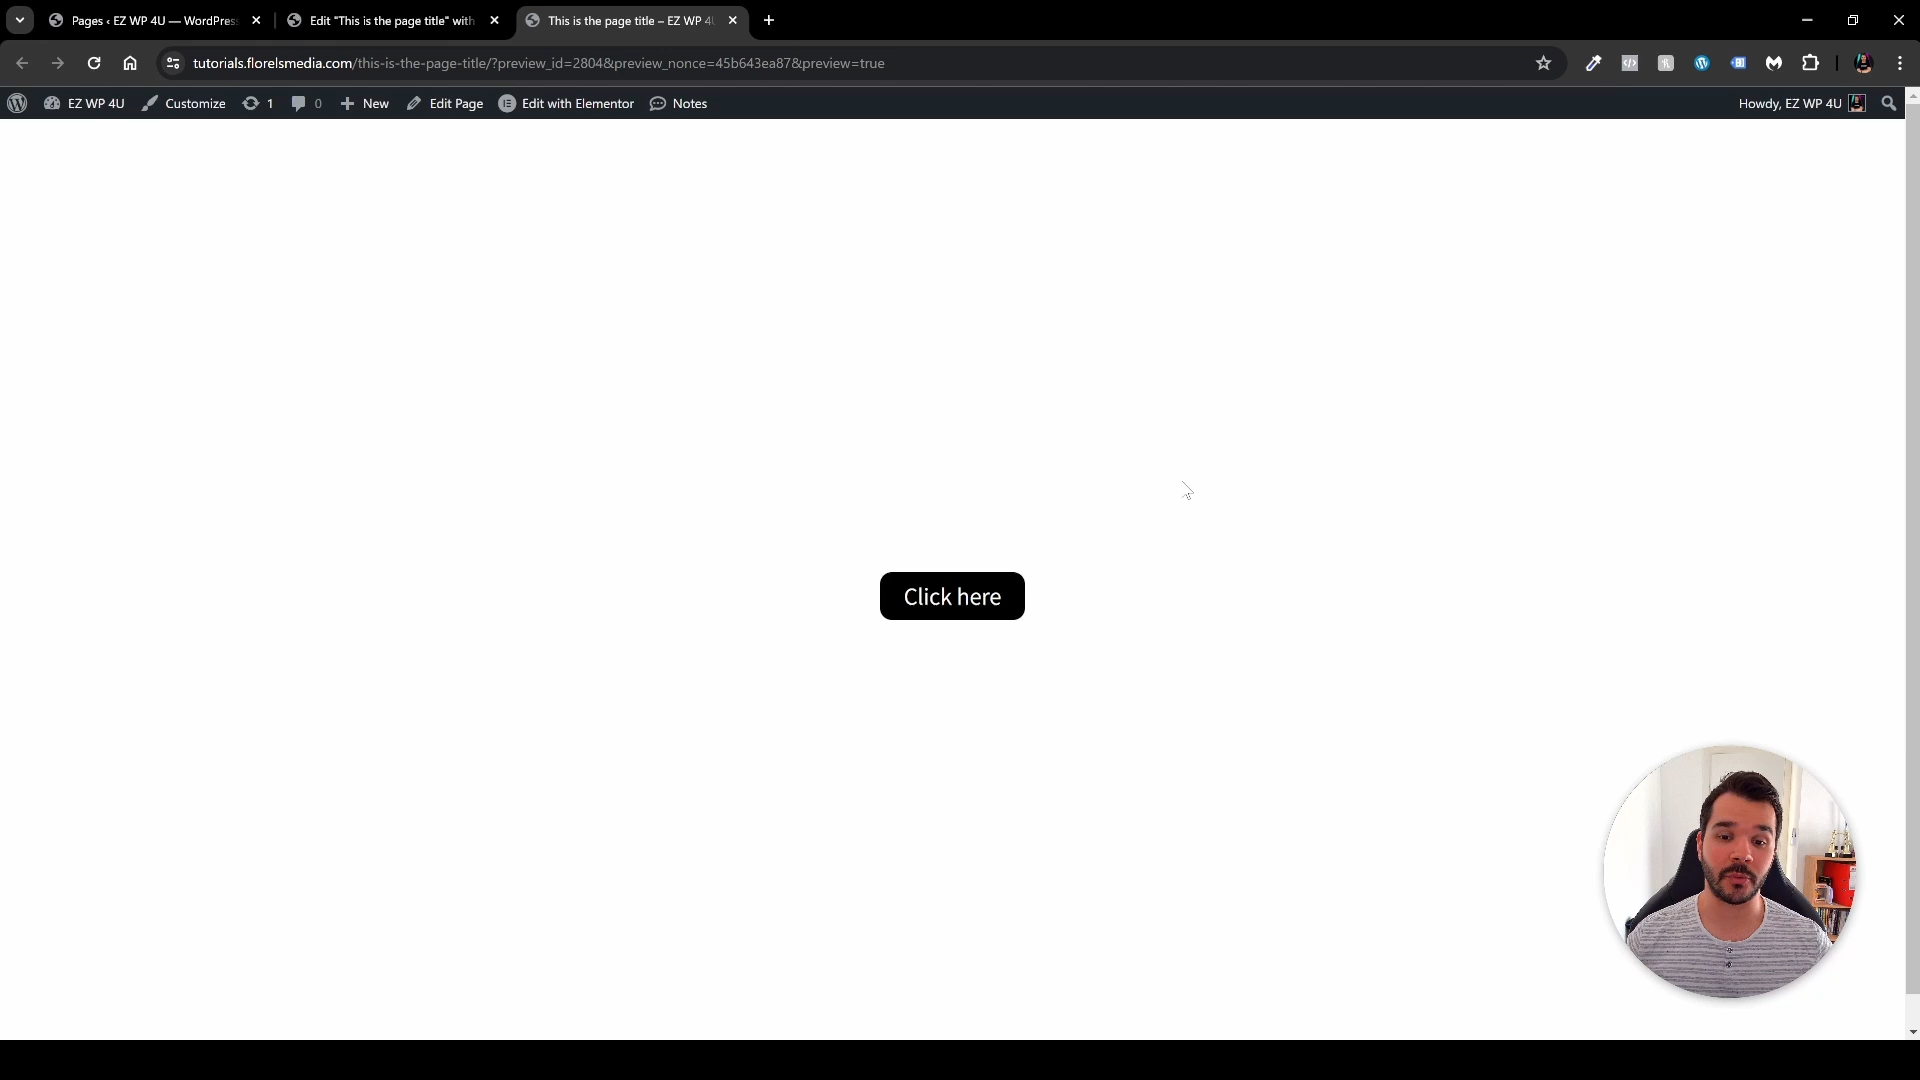 Pages ‹ EZ WP 4U — WordPress
Edit "This is the page title" with
This is the page title – EZ WP 4U
tutorials.florelsmedia.com/this-is-the-page-title/?preview_id=2804&preview_nonce=45b643ea87&preview=true
EZ WP 4U
Customize
1
0
New
Edit Page
Edit with Elementor
Notes
Howdy, EZ WP 4U
Click here